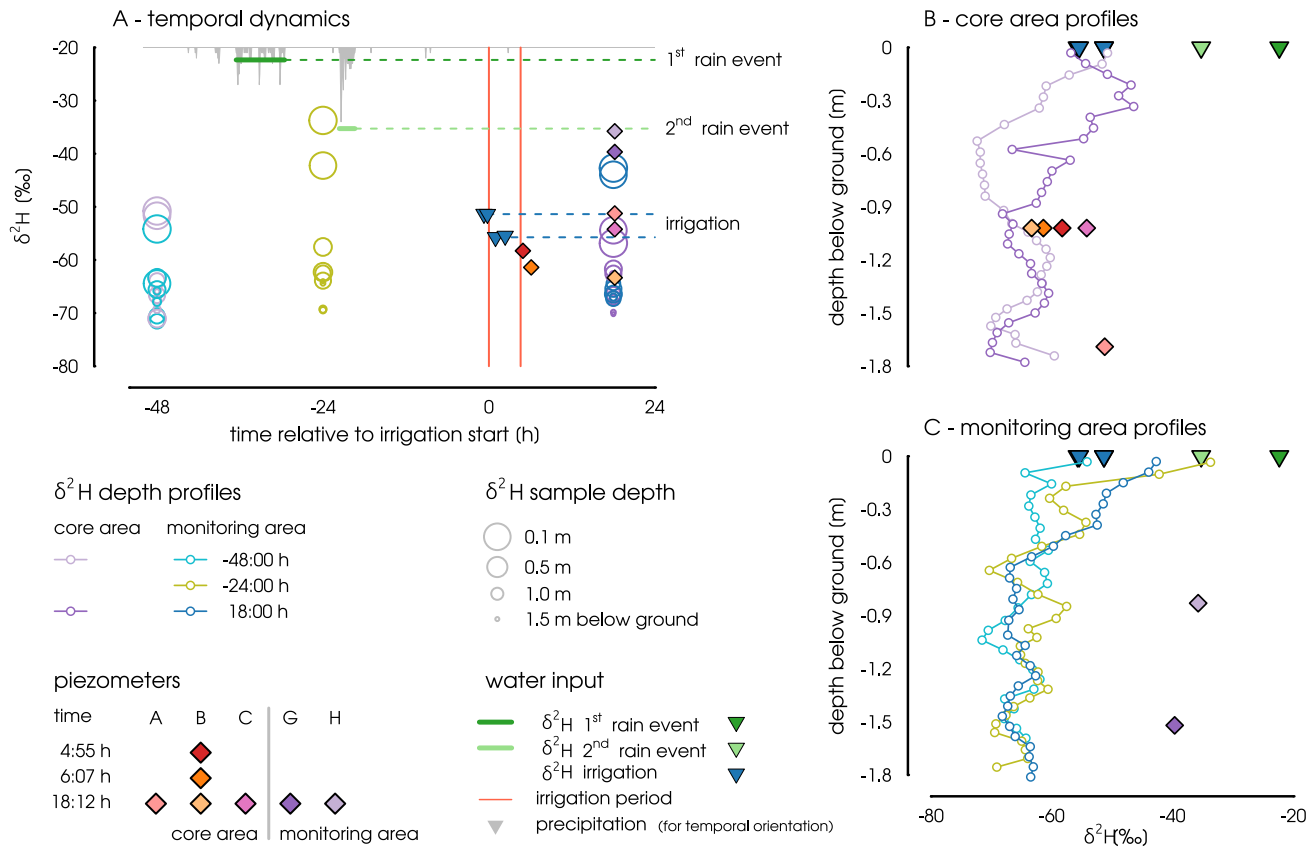 A - temporal dynamics
-20
-30
-40
-50
-60
-70
-80
δ²H (‰)
1st rain event
2nd rain event
irrigation
-48
-24
0
24
time relative to irrigation start (h)
B - core area profiles
0
-0.3
-0.6
-0.9
-1.2
-1.5
-1.8
depth below ground (m)
C - monitoring area profiles
0
-0.3
-0.6
-0.9
-1.2
-1.5
-1.8
depth below ground (m)
-80
-60
-40
-20
δ²H(‰)
δ²H depth profiles
core area monitoring area
-48:00 h
-24:00 h
18:00 h
δ²H sample depth
0.1 m
0.5 m
1.0 m
1.5 m below ground
piezometers
time A B C G H
4:55 h
6:07 h
18:12 h
core area monitoring area
water input
δ²H 1st rain event
δ²H 2nd rain event
δ²H irrigation
irrigation period
precipitation (for temporal orientation)